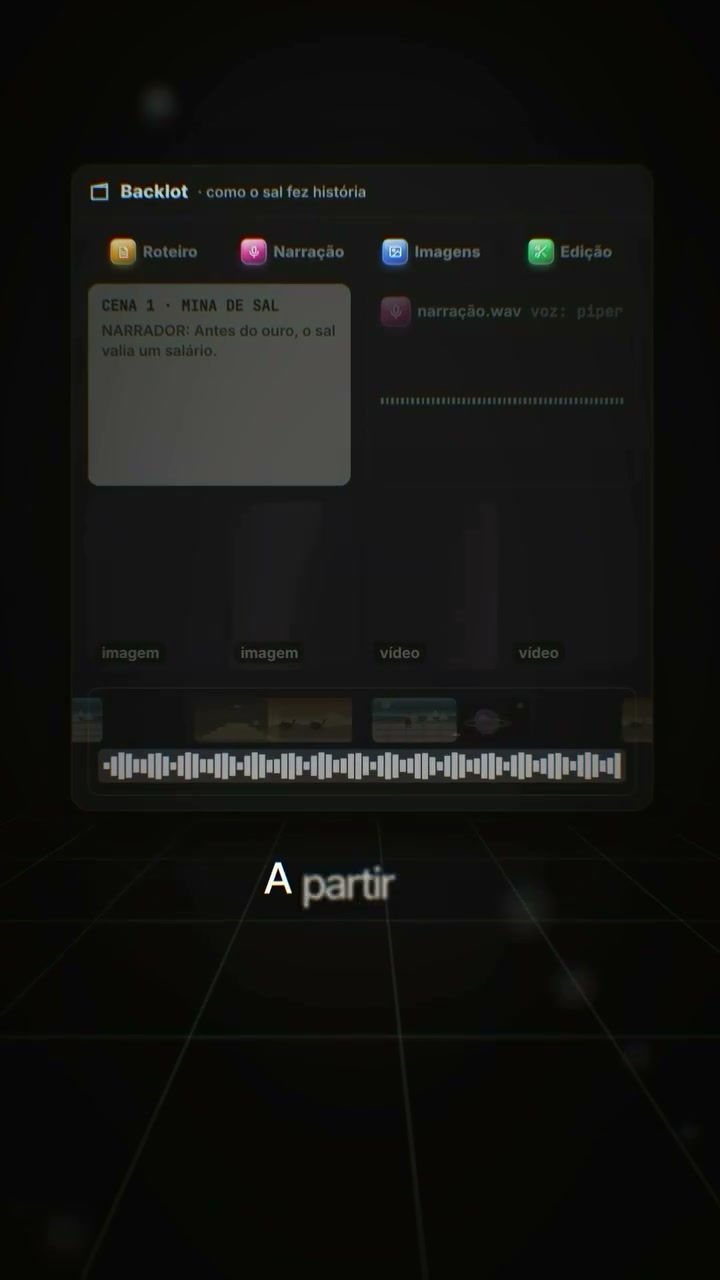 Backlot · como o sal fez história
Roteiro Narração Imagens Edição
CENA 1 · MINA DE SAL
NARRADOR: Antes do ouro, o sal
valia um salário.
narração.wav voz: piper
imagem imagem vídeo vídeo
A partir